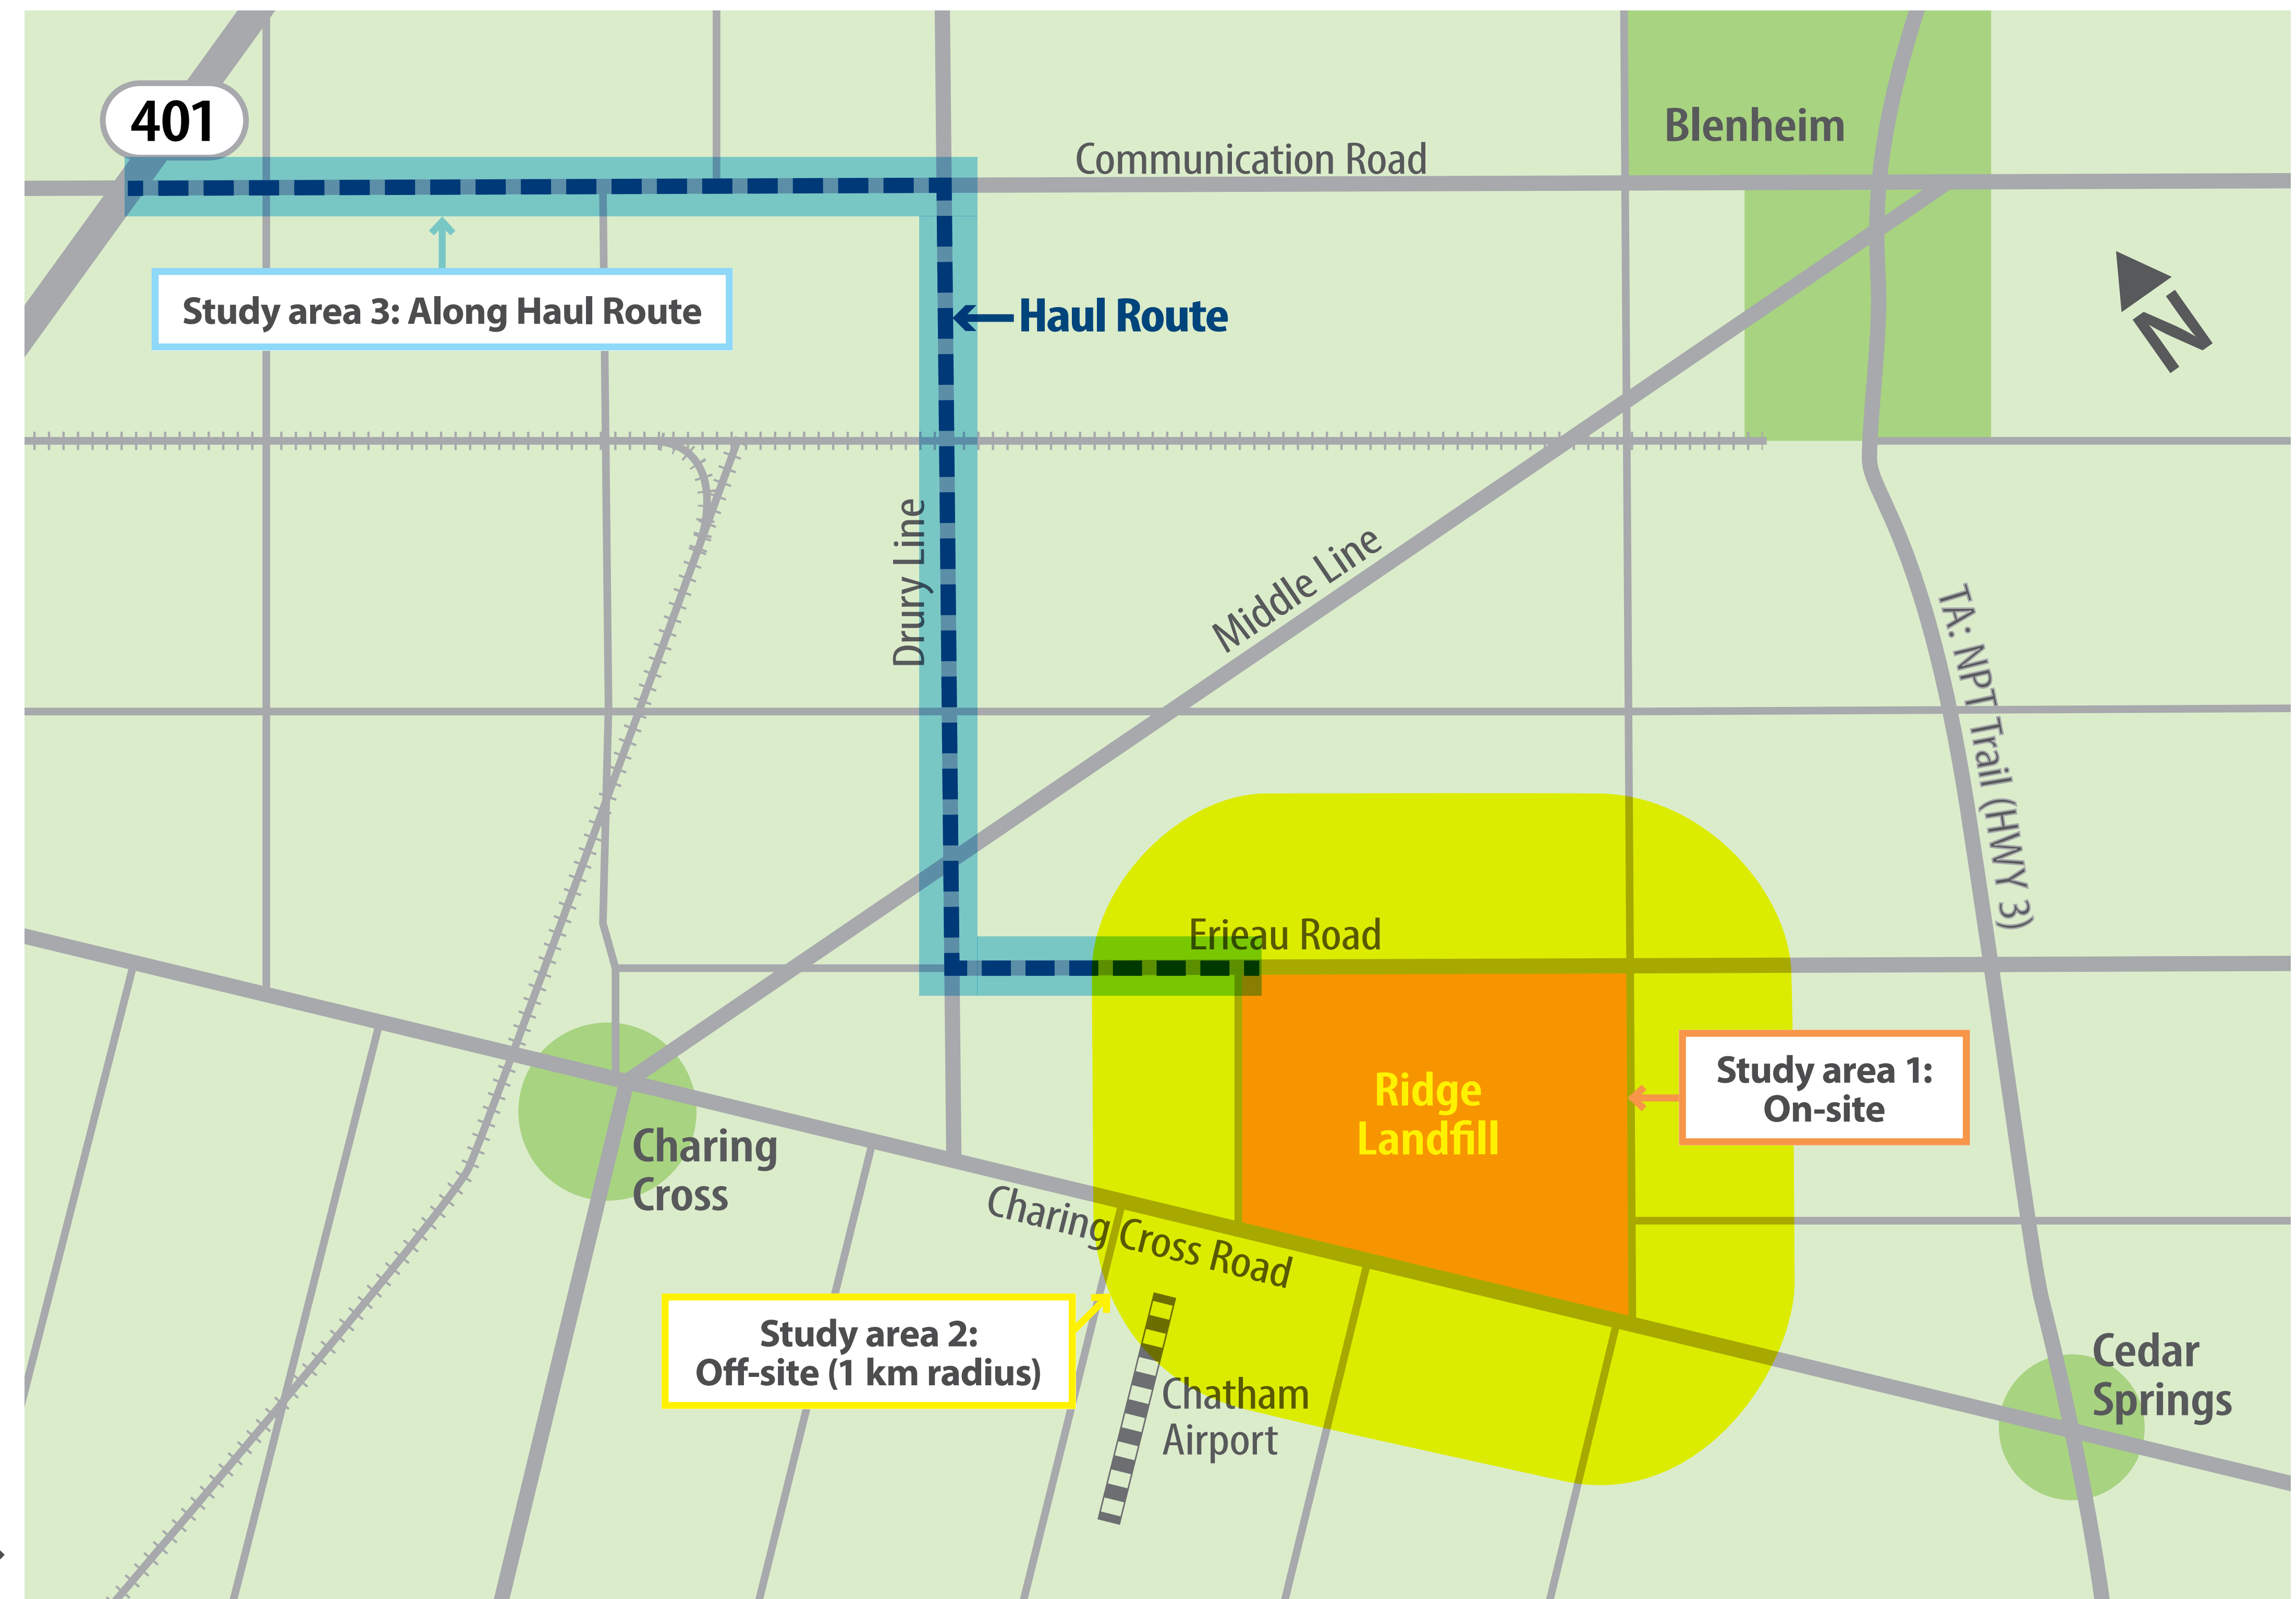 401
Communication Road
Blenheim
Study area 3: Along Haul Route
Haul Route
N
Drury Line
Middle Line
TA: NPT Trail (HWY 3)
Erieau Road
Ridge
Landfill
Study area 1:
On-site
Charing
Cross
Charing Cross Road
Study area 2:
Off-site (1 km radius)
Chatham
Airport
Cedar
Springs